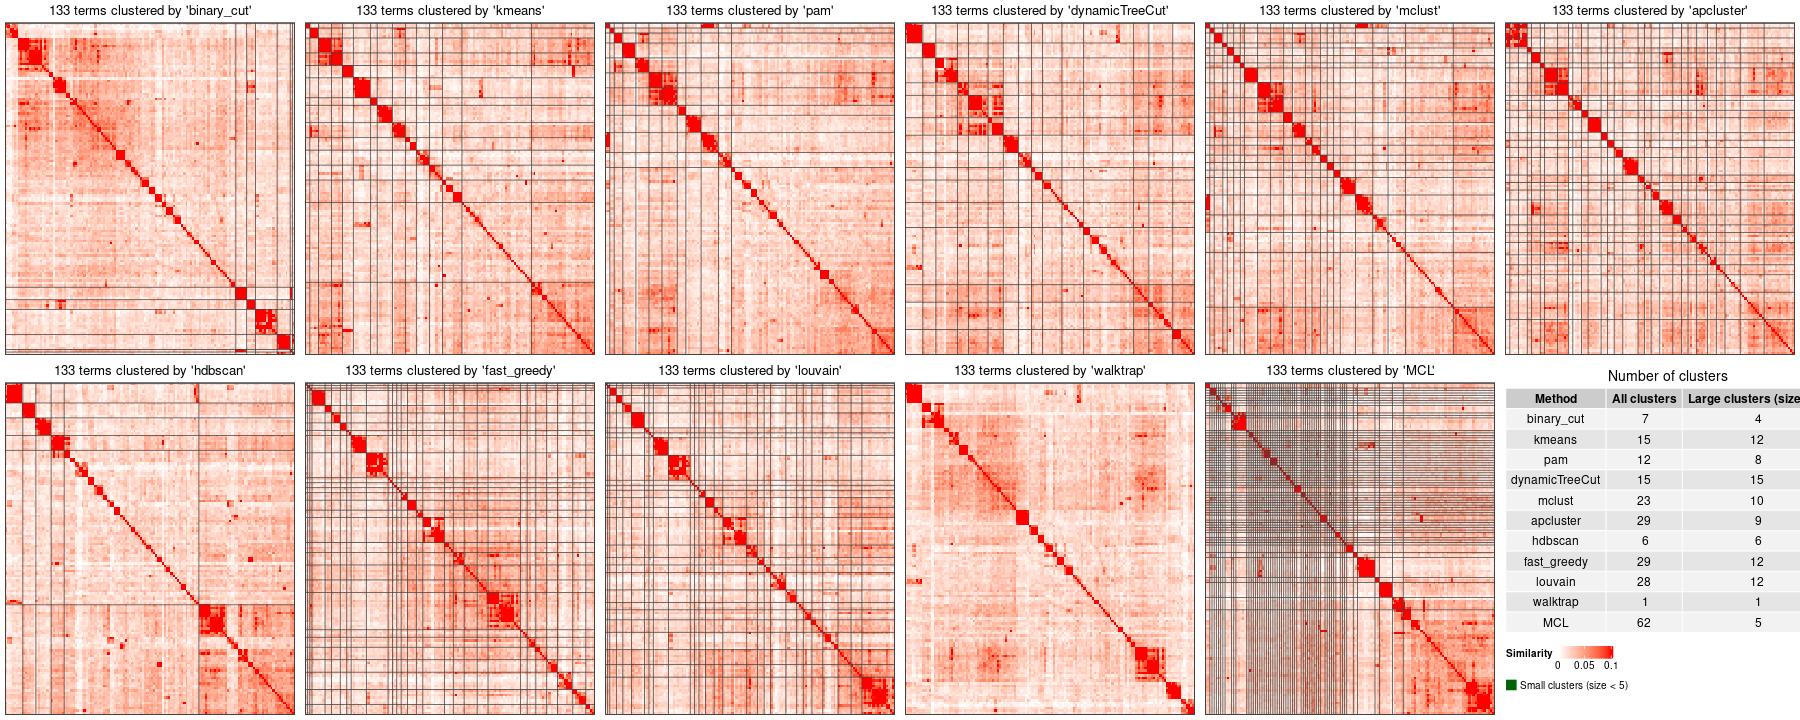 133 terms clustered by 'binary_cut'
133 terms clustered by 'kmeans'
133 terms clustered by 'pam'
133 terms clustered by 'dynamicTreeCut'
133 terms clustered by 'mclust'
133 terms clustered by 'apcluster'
133 terms clustered by 'hdbscan'
133 terms clustered by 'fast_greedy'
133 terms clustered by 'louvain'
133 terms clustered by 'walktrap'
133 terms clustered by 'MCL'
Number of clusters
Method All clusters Large clusters (size
binary_cut 7 4
kmeans 15 12
pam 12 8
dynamicTreeCut 15 15
mclust 23 10
apcluster 29 9
hdbscan 6 6
fast_greedy 29 12
louvain 28 12
walktrap 1 1
MCL 62 5
Similarity
0 0.05 0.1
Small clusters (size < 5)